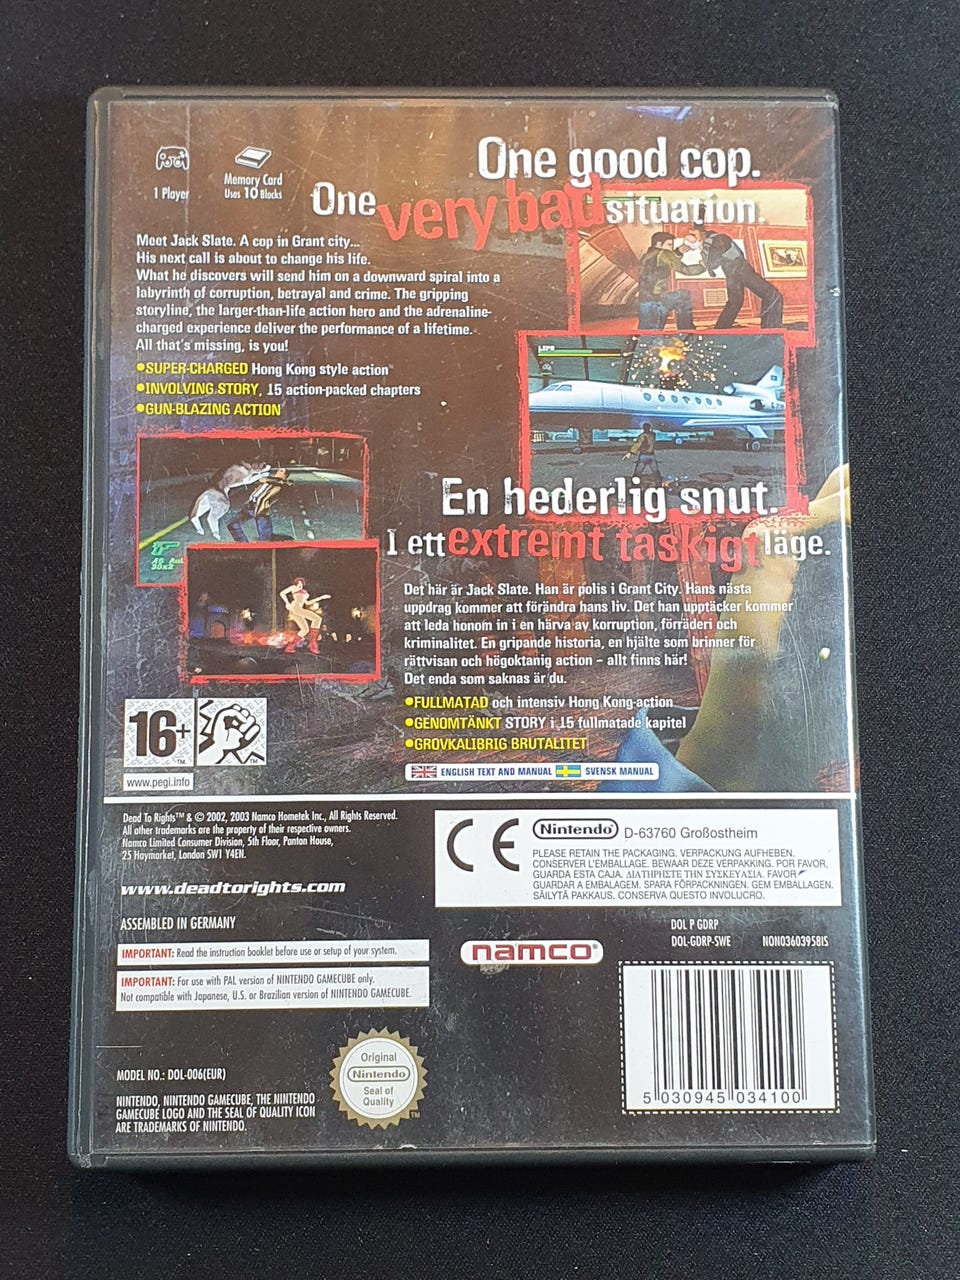 One good cop.
One very bad situation.
1 Player
Memory Card
Uses 10 Blocks
Meet Jack Slate. A cop in Grant city...
His next call is about to change his life.
What he discovers will send him on a downward spiral into a
labyrinth of corruption, betrayal and crime. The gripping
storyline, the larger-than-life action hero and the adrenaline-
charged experience deliver the performance of a lifetime.
All that's missing, is you!
•SUPER-CHARGED Hong Kong style action
•INVOLVING STORY, 15 action-packed chapters
•GUN-BLAZING ACTION
En hederlig snut.
I ett extremt taskigt läge.
Det här är Jack Slate. Han är polis i Grant City. Hans nästa
uppdrag kommer att förändra hans liv. Det han upptäcker kommer
att leda honom in i en härva av korruption, förräderi och
kriminalitet. En gripande historia, en hjälte som brinner för
rättvisan och högoktanig action – allt finns här!
Det enda som saknas är du.
•FULLMATAD och intensiv Hong Kong-action
•GENOMTÄNKT STORY i 15 fullmatade kapitel
•GROVKALIBRIG BRUTALITET
16+
TM
TM
www.pegi.info
ENGLISH TEXT AND MANUAL SVENSK MANUAL
Dead To Rights™ & © 2002, 2003 Namco Hometek Inc., All Rights Reserved.
All other trademarks are the property of their respective owners.
Namco Limited Consumer Division, 5th Floor, Panton House,
25 Haymarket, London SW1 Y4EN.
www.deadtorights.com
ASSEMBLED IN GERMANY
CE Nintendo® D-63760 Großostheim
PLEASE RETAIN THE PACKAGING. VERPACKUNG AUFHEBEN.
CONSERVER L'EMBALLAGE. BEWAAR DEZE VERPAKKING. POR FAVOR,
GUARDA ESTA CAJA. ΔΙΑΤΗΡΗΣΤΕ ΤΗΝ ΣΥΣΚΕΥΑΣΙΑ. FAVOR
GUARDAR A EMBALAGEM. SPARA FÖRPACKNINGEN. GEM EMBALLAGEN.
SÄILYTÄ PAKKAUS. CONSERVA QUESTO INVOLUCRO.
DOL P GDRP
DOL-GDRP-SWE NON03603958IS
namco®
IMPORTANT: Read the instruction booklet before use or setup of your system.
IMPORTANT: For use with PAL version of NINTENDO GAMECUBE only.
Not compatible with Japanese, U.S. or Brazilian version of NINTENDO GAMECUBE.
Original
Nintendo
Seal of
Quality
TM
MODEL NO.: DOL-006(EUR)
NINTENDO, NINTENDO GAMECUBE, THE NINTENDO
GAMECUBE LOGO AND THE SEAL OF QUALITY ICON
ARE TRADEMARKS OF NINTENDO.
5 030945 034100